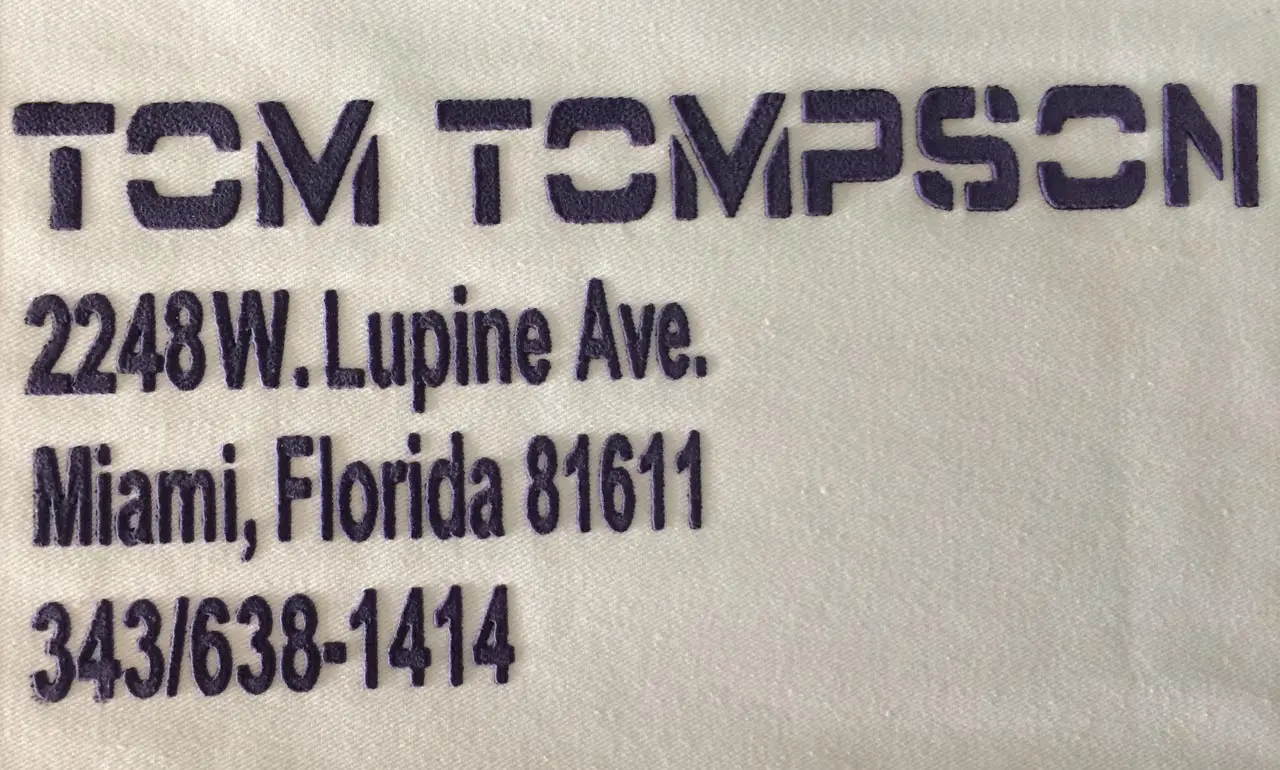 TOM TOMPSON
2248 W. Lupine Ave.
Miami, Florida 81611
343/638-1414